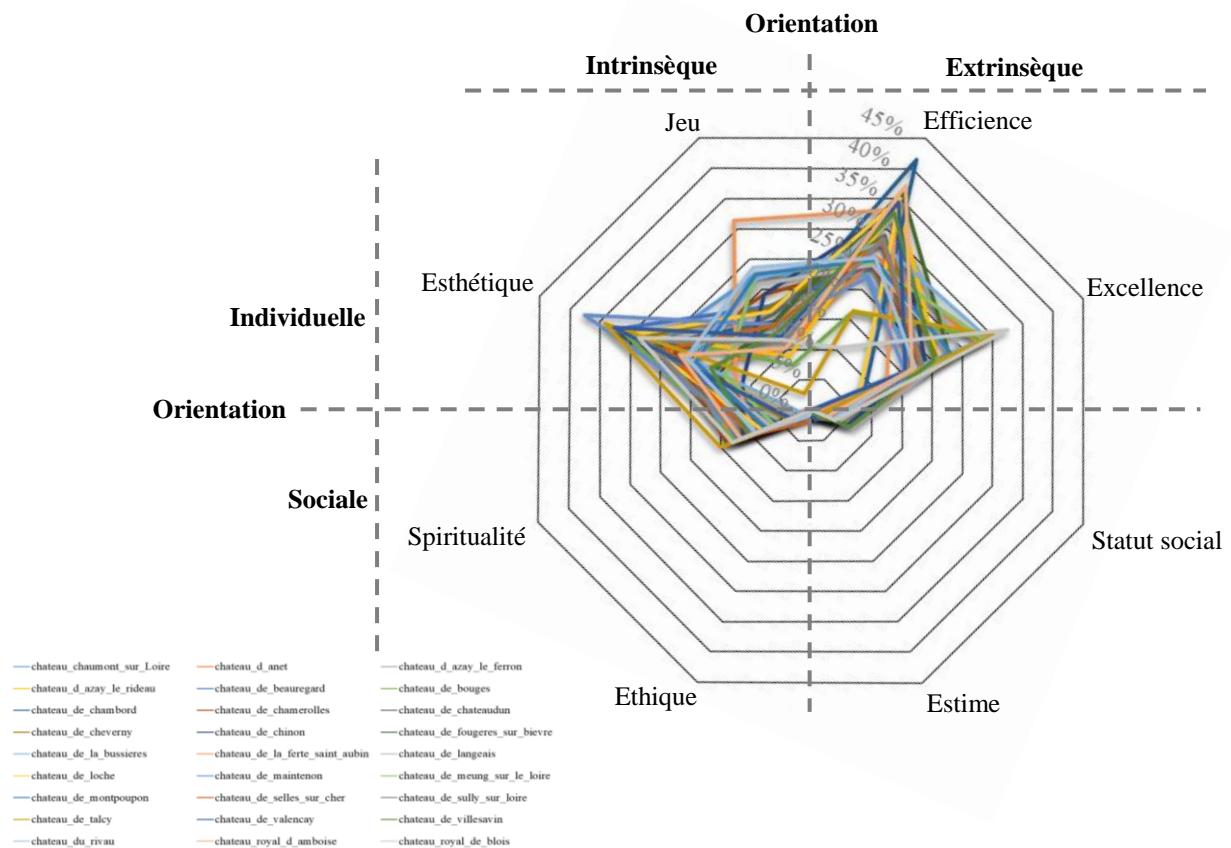 Orientation
Intrinsèque
Extrinsèque
Jeu
45%
Efficience
40%
35%
30%
25%
Esthétique
Excellence
Individuelle
5%
0%
Orientation
Sociale
Spiritualité
Statut social
Ethique
Estime
chateau_chaumont_sur_Loire
chateau_d_anet
chateau_d_azay_le_ferron
chateau_d_azay_le_rideau
chateau_de_beauregard
chateau_de_bouges
chateau_de_chambord
chateau_de_chamerolles
chateau_de_chateaudun
chateau_de_cheverny
chateau_de_chinon
chateau_de_fougeres_sur_bievre
chateau_de_la_bussieres
chateau_de_la_ferte_saint_aubin
chateau_de_langeais
chateau_de_loche
chateau_de_maintenon
chateau_de_meung_sur_le_loire
chateau_de_montpoupon
chateau_de_selles_sur_cher
chateau_de_sully_sur_loire
chateau_de_talcy
chateau_de_valencay
chateau_de_villesavin
chateau_du_rivau
chateau_royal_d_amboise
chateau_royal_de_blois